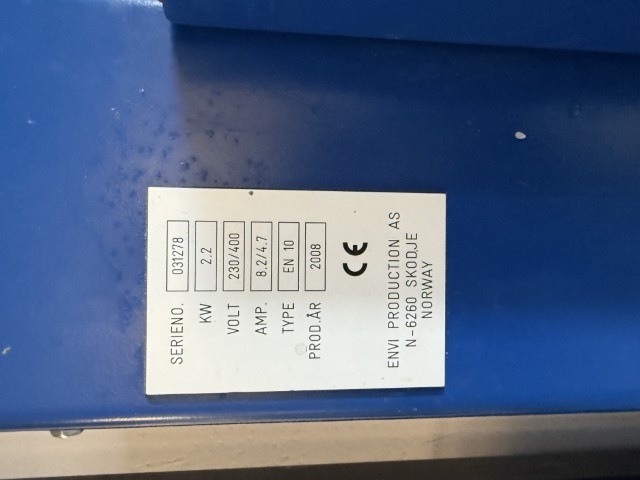 SERIENO. 031278
KW 2.2
VOLT 230/400
AMP. 8.2/4.7
TYPE EN 10
PROD.ÅR 2008
CE
ENVI PRODUCTION AS
N-6260 SKODJE
NORWAY